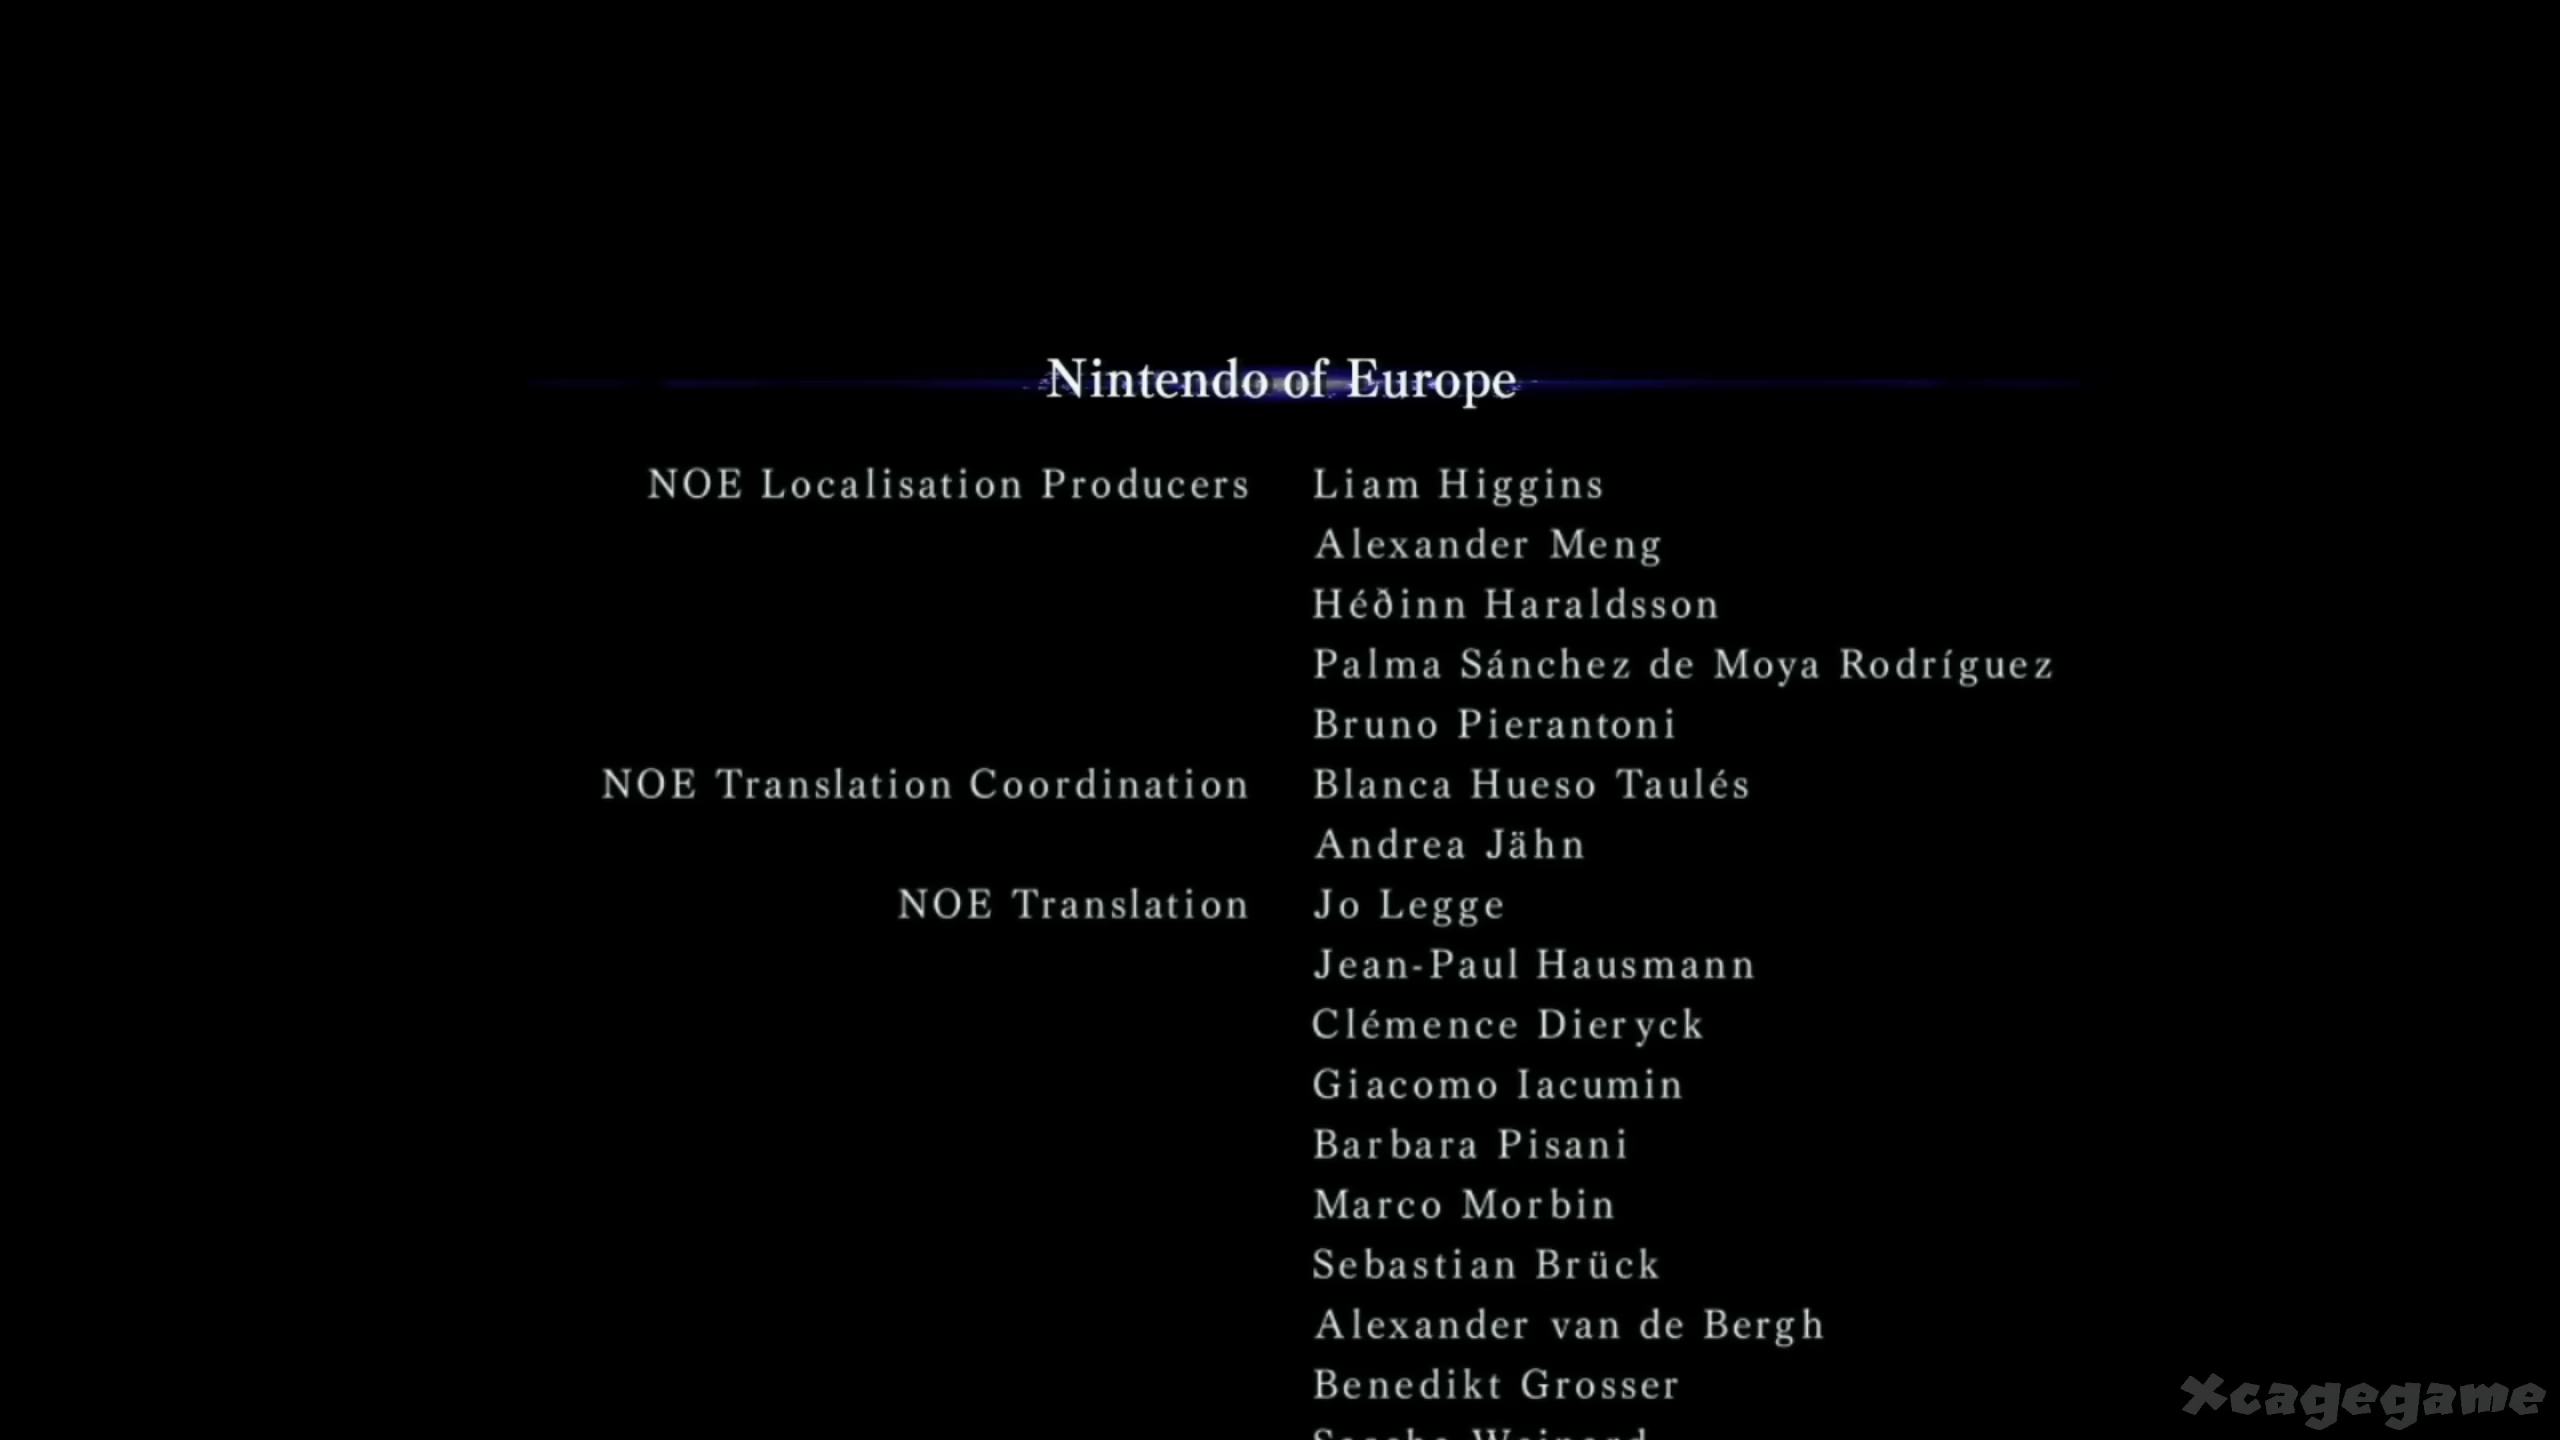 Nintendo of Europe
NOE Localisation Producers Liam Higgins
Alexander Meng
Héðinn Haraldsson
Palma Sánchez de Moya Rodríguez
Bruno Pierantoni
NOE Translation Coordination Blanca Hueso Taulés
Andrea Jähn
NOE Translation Jo Legge
Jean-Paul Hausmann
Clémence Dieryck
Giacomo Iacumin
Barbara Pisani
Marco Morbin
Sebastian Brück
Alexander van de Bergh
Benedikt Grosser
Xcagegame